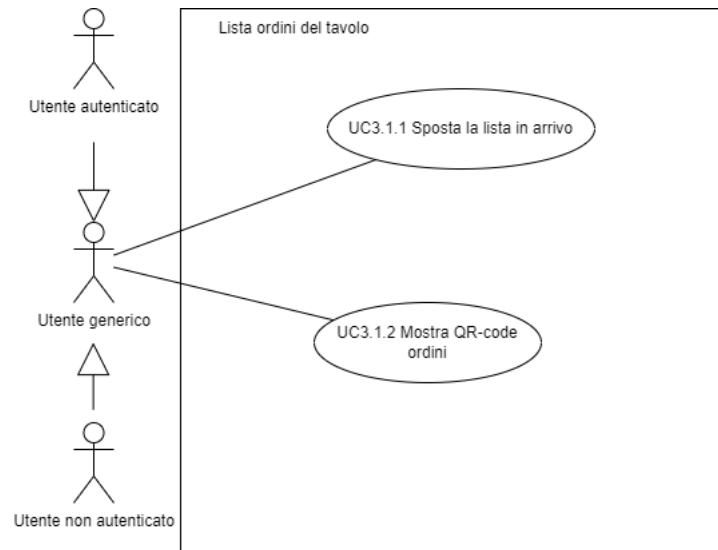 Lista ordini del tavolo
Utente autenticato
UC3.1.1 Sposta la lista in arrivo
Utente generico
UC3.1.2 Mostra QR-code
ordini
Utente non autenticato